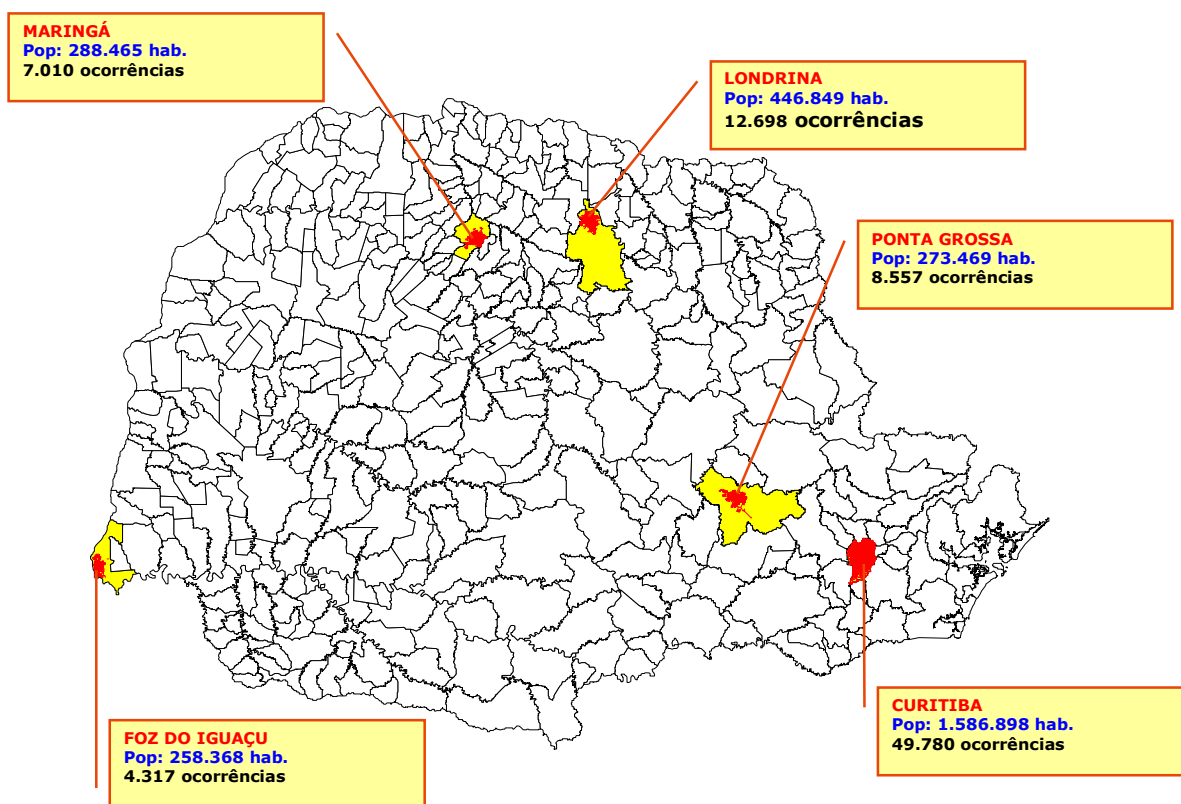 MARINGÁ
Pop: 288.465 hab.
7.010 ocorrências
LONDRINA
Pop: 446.849 hab.
12.698 ocorrências
PONTA GROSSA
Pop: 273.469 hab.
8.557 ocorrências
CURITIBA
Pop: 1.586.898 hab.
49.780 ocorrências
FOZ DO IGUAÇU
Pop: 258.368 hab.
4.317 ocorrências